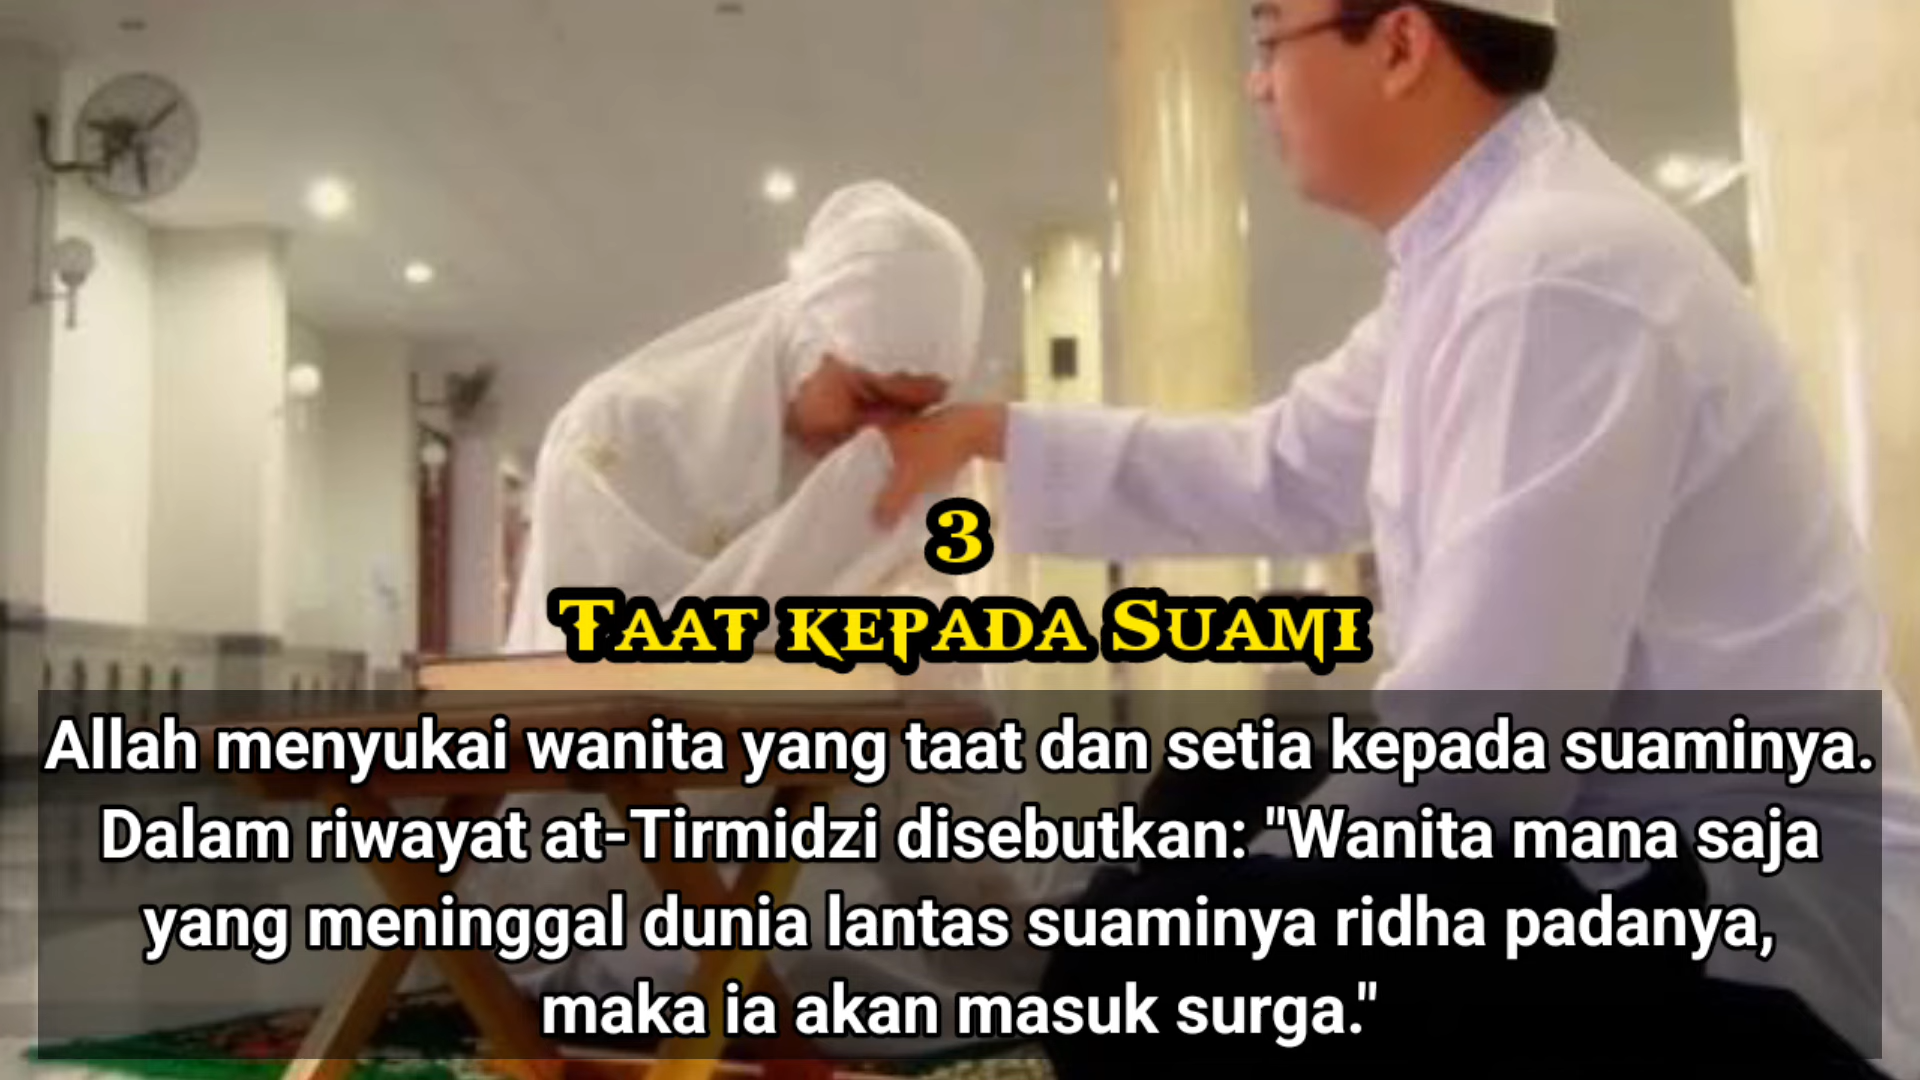 3
Taat kepada Suami
Allah menyukai wanita yang taat dan setia kepada suaminya.
Dalam riwayat at-Tirmidzi disebutkan: "Wanita mana saja
yang meninggal dunia lantas suaminya ridha padanya,
maka ia akan masuk surga."